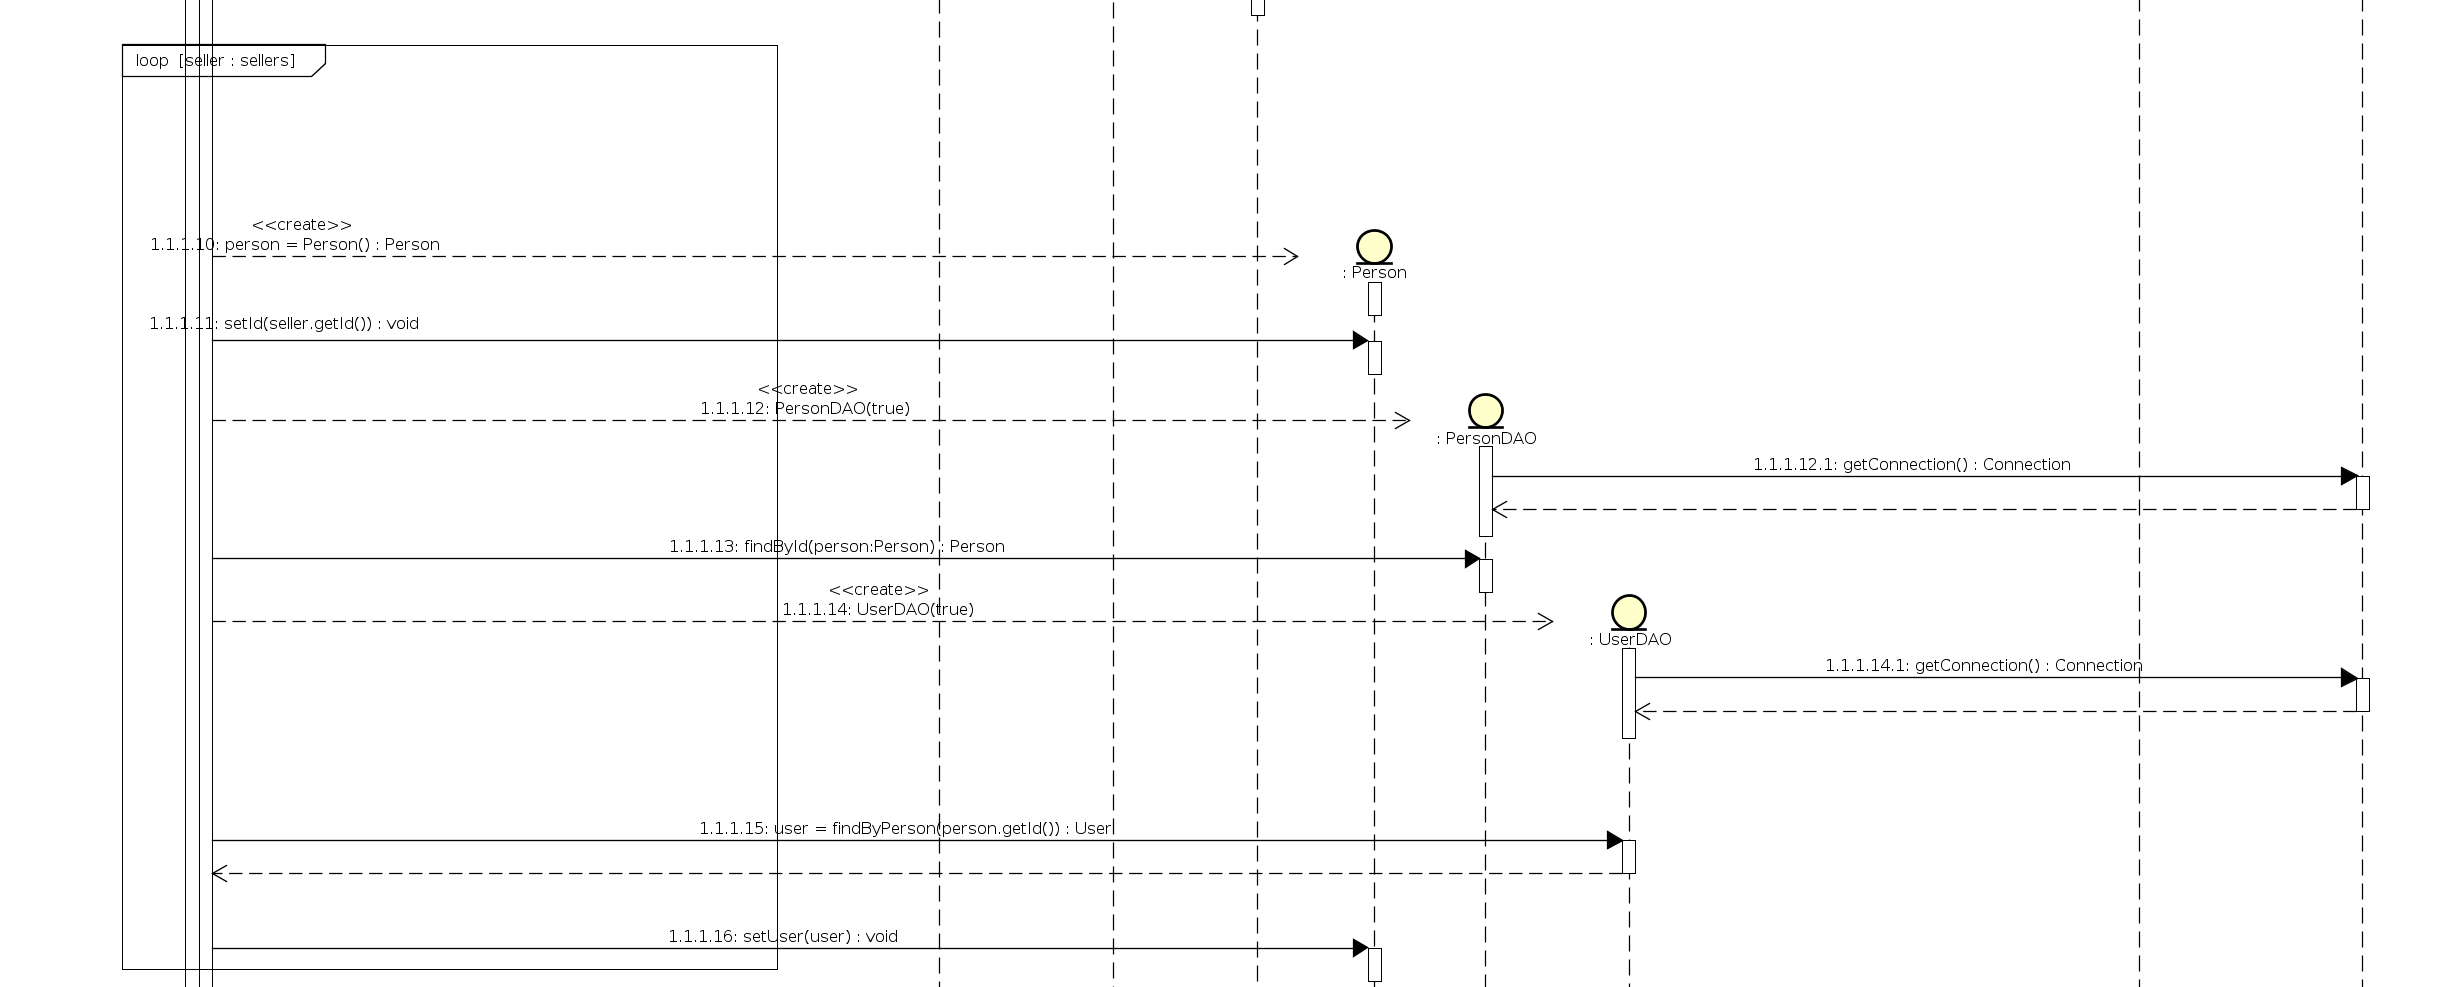 loop [seller : sellers]
<<create>>
1.1.1.10: person = Person() : Person
: Person
1.1.1.11: setId(seller.getId()) : void
<<create>>
1.1.1.12: PersonDAO(true)
: PersonDAO
1.1.1.12.1: getConnection() : Connection
1.1.1.13: findById(person:Person) : Person
<<create>>
1.1.1.14: UserDAO(true)
: UserDAO
1.1.1.14.1: getConnection() : Connection
1.1.1.15: user = findByPerson(person.getId()) : User
1.1.1.16: setUser(user) : void